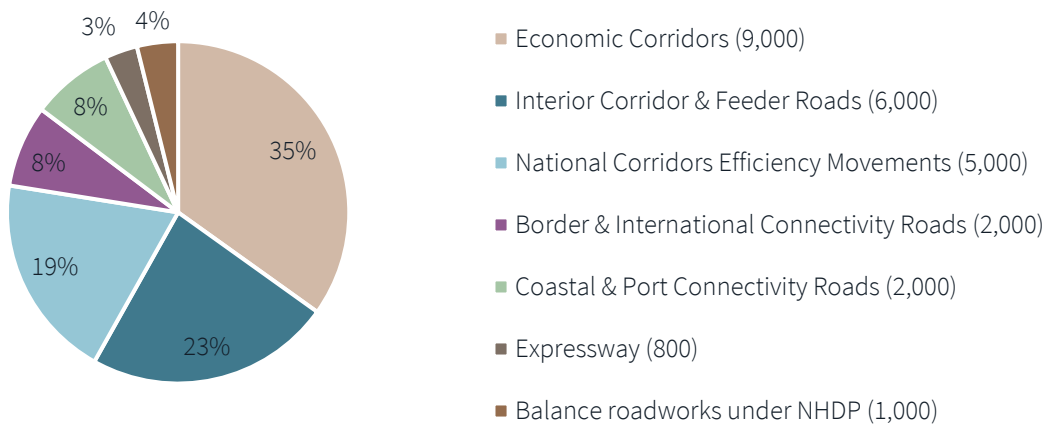 3% 4%
8%
35%
8%
19%
23%
Economic Corridors (9,000)
Interior Corridor & Feeder Roads (6,000)
National Corridors Efficiency Movements (5,000)
Border & International Connectivity Roads (2,000)
Coastal & Port Connectivity Roads (2,000)
Expressway (800)
Balance roadworks under NHDP (1,000)